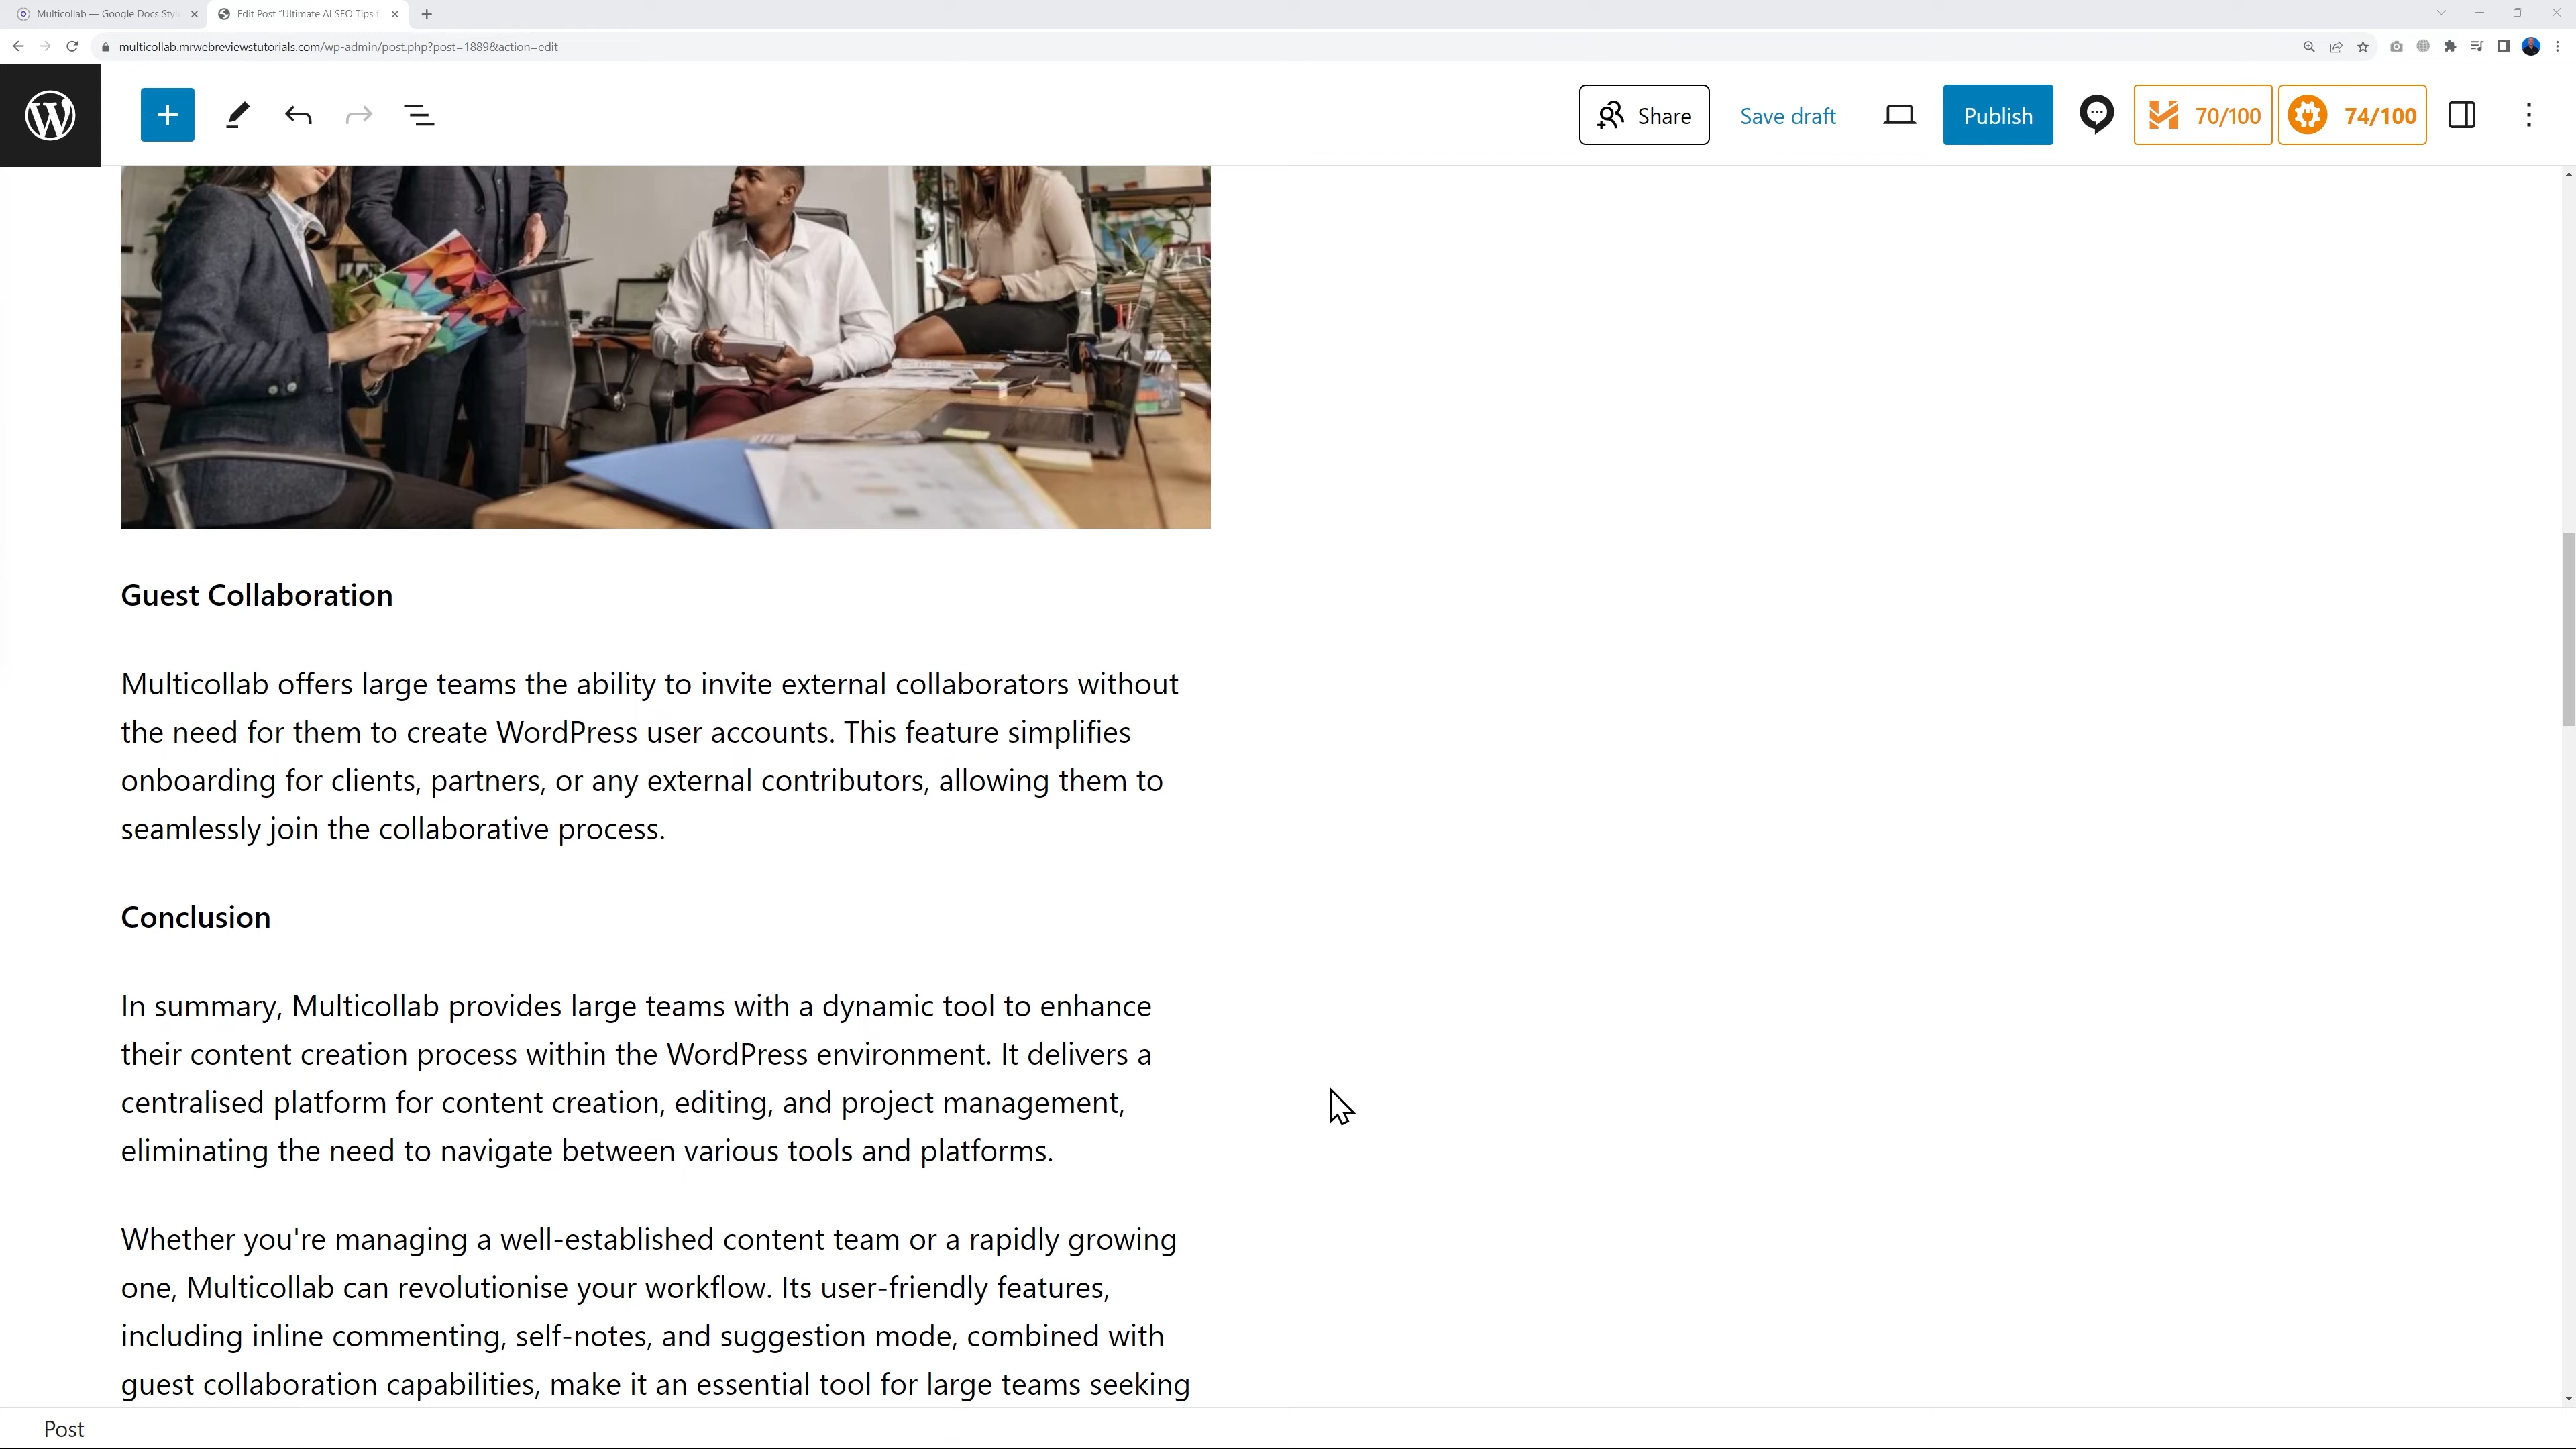 Multicollab — Google Docs Styl
Edit Post "Ultimate AI SEO Tips f
multicollab.mrwebreviewstutorials.com/wp-admin/post.php?post=1889&action=edit
Share
Save draft
Publish
70/100
74/100
Guest Collaboration
Multicollab offers large teams the ability to invite external collaborators without
the need for them to create WordPress user accounts. This feature simplifies
onboarding for clients, partners, or any external contributors, allowing them to
seamlessly join the collaborative process.
Conclusion
In summary, Multicollab provides large teams with a dynamic tool to enhance
their content creation process within the WordPress environment. It delivers a
centralised platform for content creation, editing, and project management,
eliminating the need to navigate between various tools and platforms.
Whether you're managing a well-established content team or a rapidly growing
one, Multicollab can revolutionise your workflow. Its user-friendly features,
including inline commenting, self-notes, and suggestion mode, combined with
guest collaboration capabilities, make it an essential tool for large teams seeking
Post